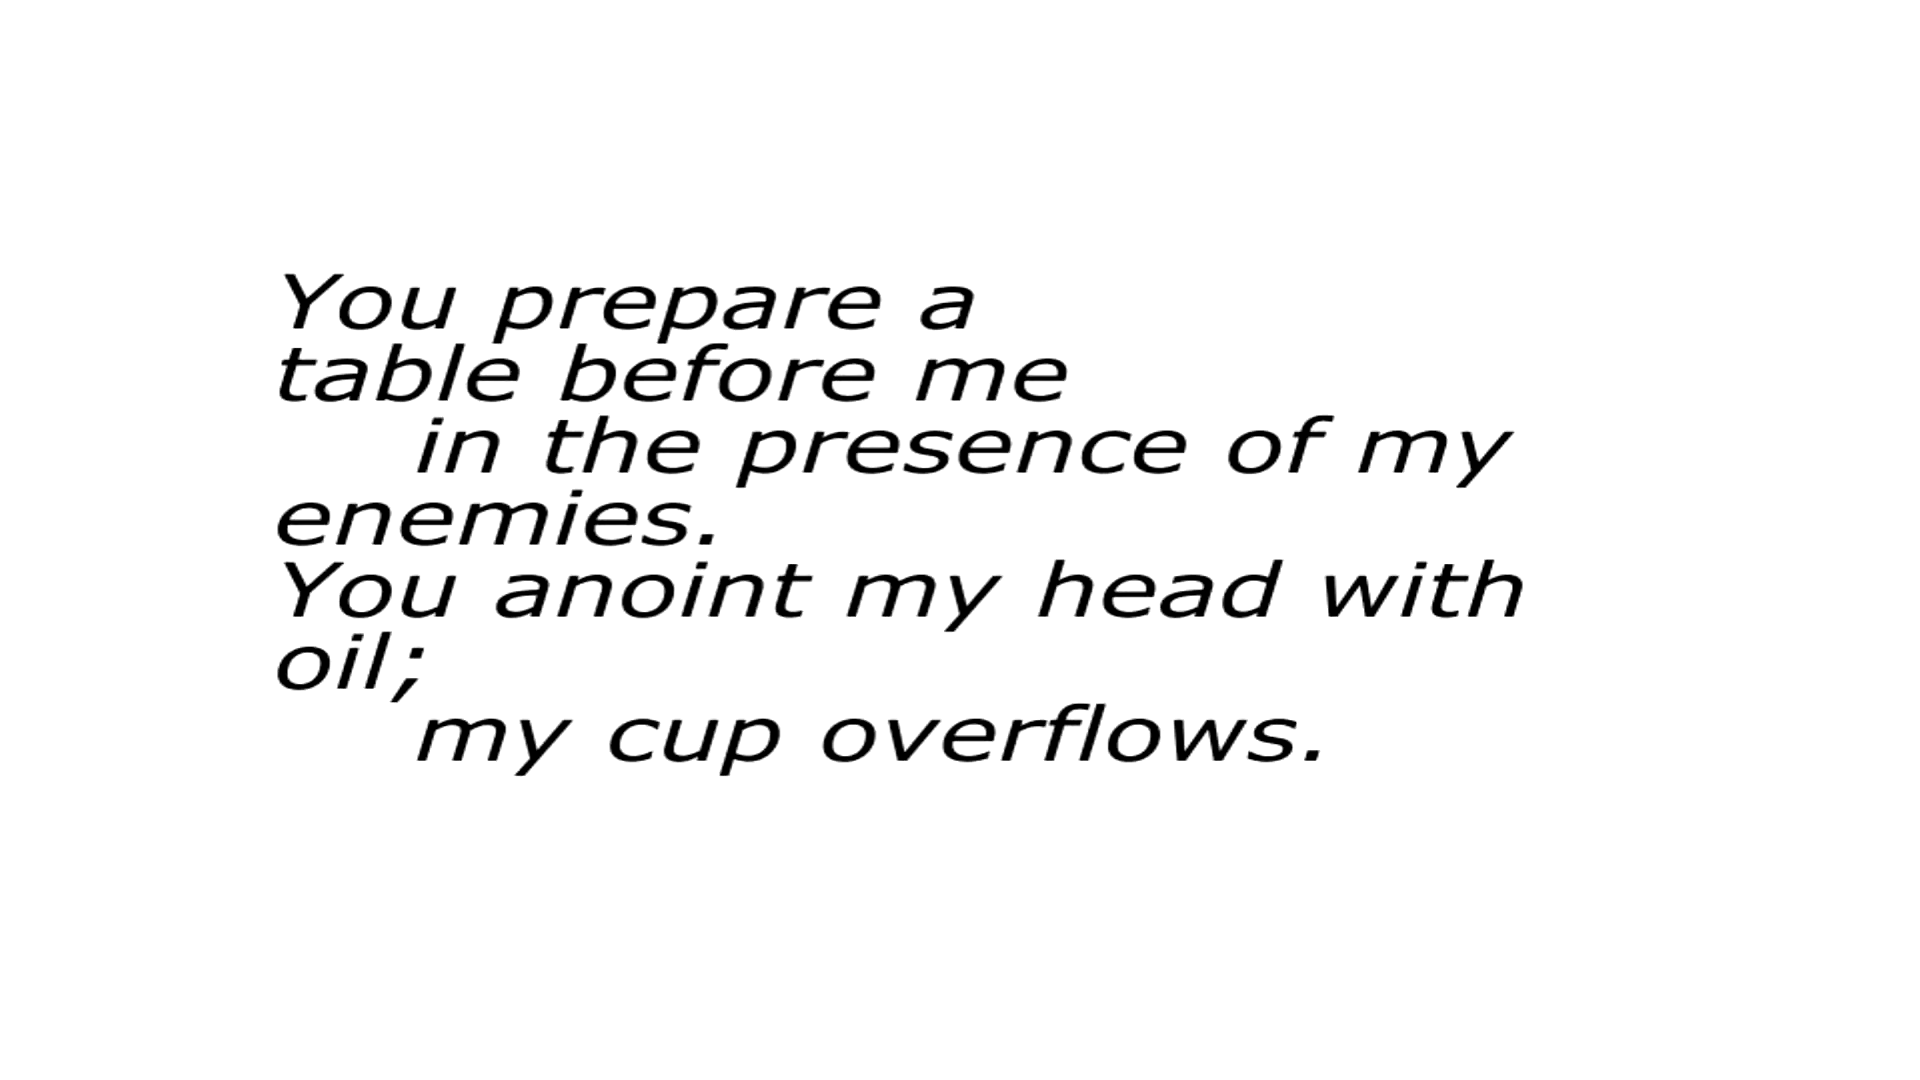 You prepare a
table before me
in the presence of my
enemies.
You anoint my head with
oil;
my cup overflows.